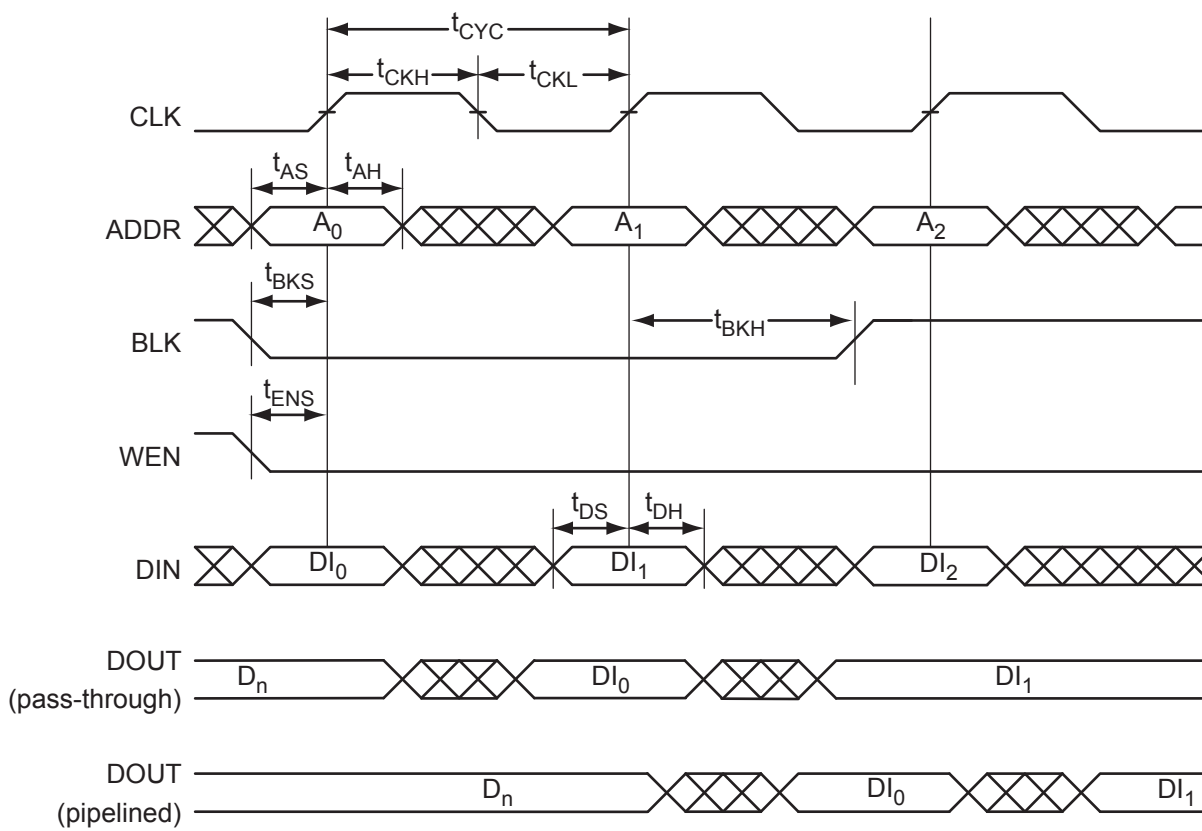 tCYC
tCKH tCKL
CLK
tAS tAH
ADDR A0 A1 A2
tBKS
tBKH
BLK
tENS
WEN
tDS tDH
DIN DI0 DI1 DI2
DOUT
(pass-through)
Dn DI0 DI1
DOUT
(pipelined)
Dn DI0 DI1